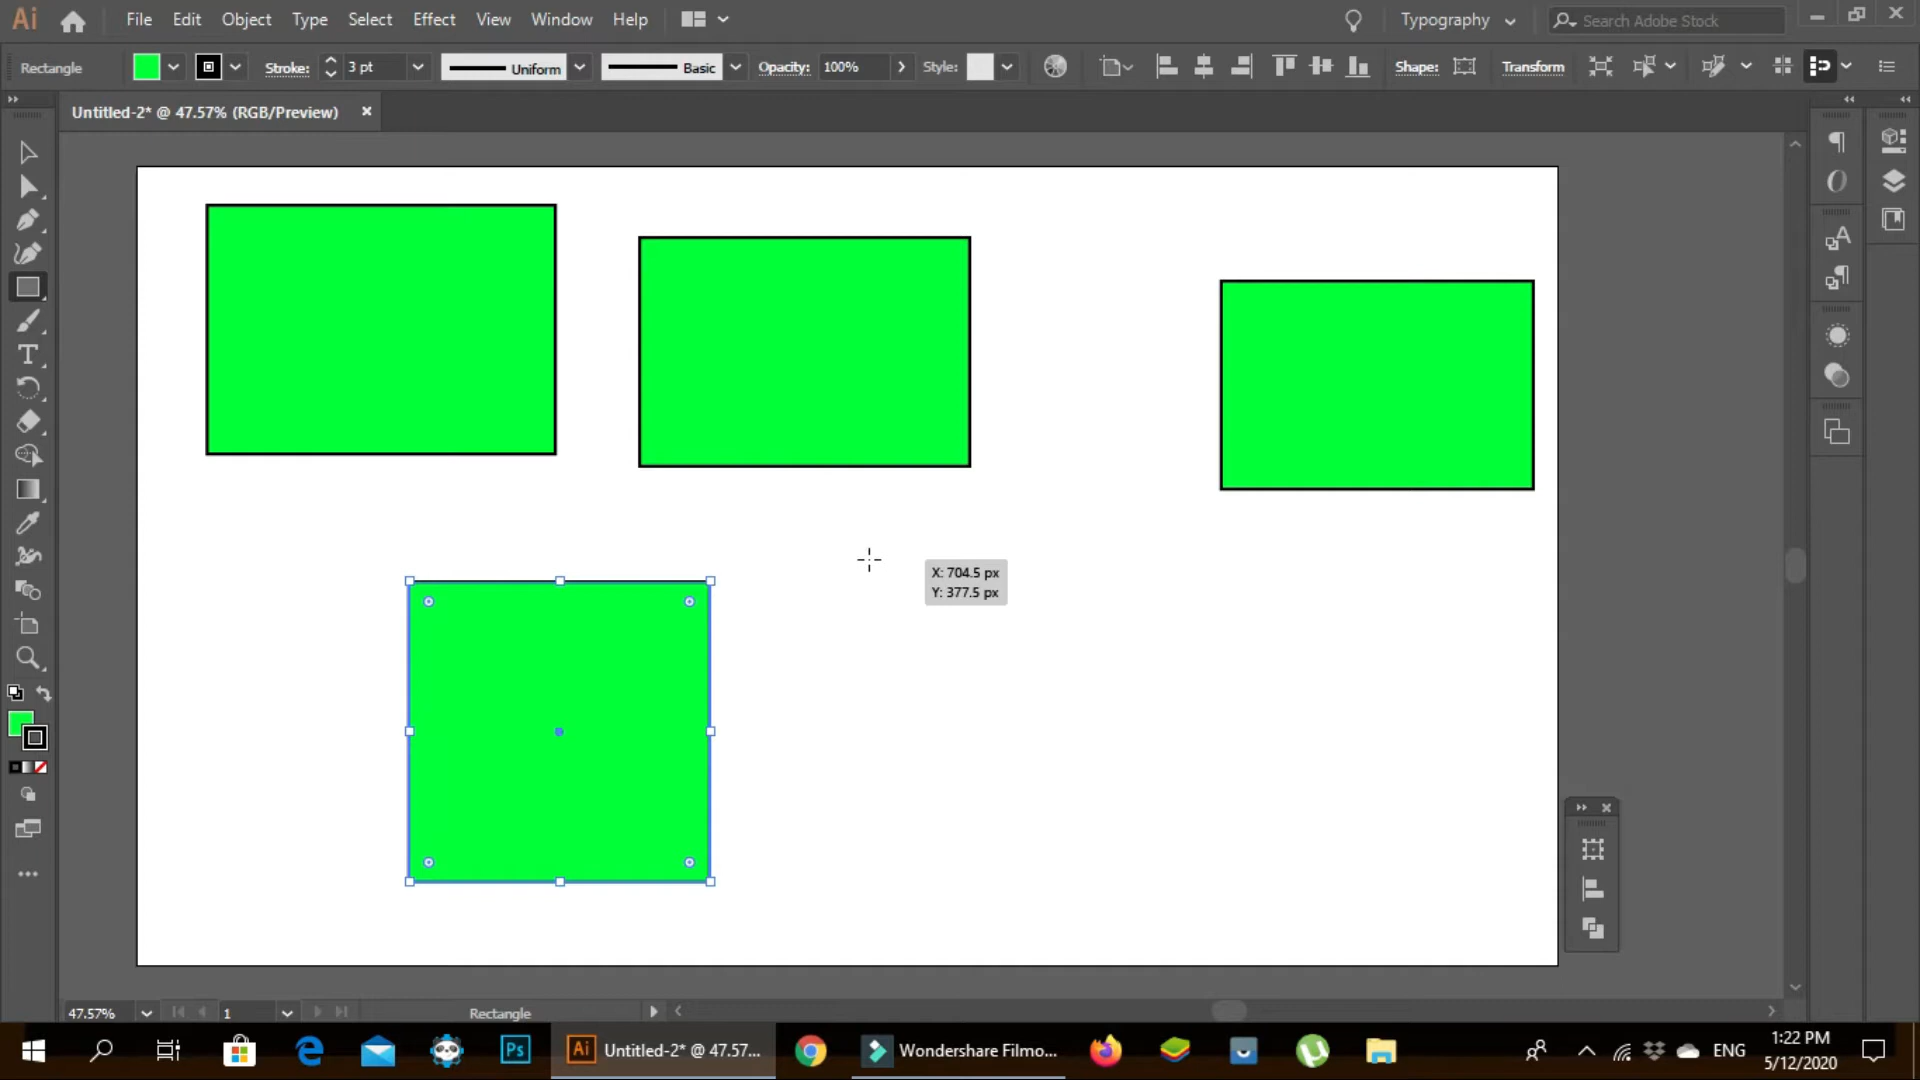 Ai File Edit Object Type Select Effect View Window Help Typography Search Adobe Stock
Rectangle Stroke: 3 pt Uniform Basic Opacity: 100% Style: Shape: Transform
Untitled-2* @ 47.57% (RGB/Preview)
X: 704.5 px
Y: 377.5 px
47.57% 1 Rectangle
Ps Ai Untitled-2* @ 47.57... Wondershare Filmo... ENG 1:22 PM
5/12/2020